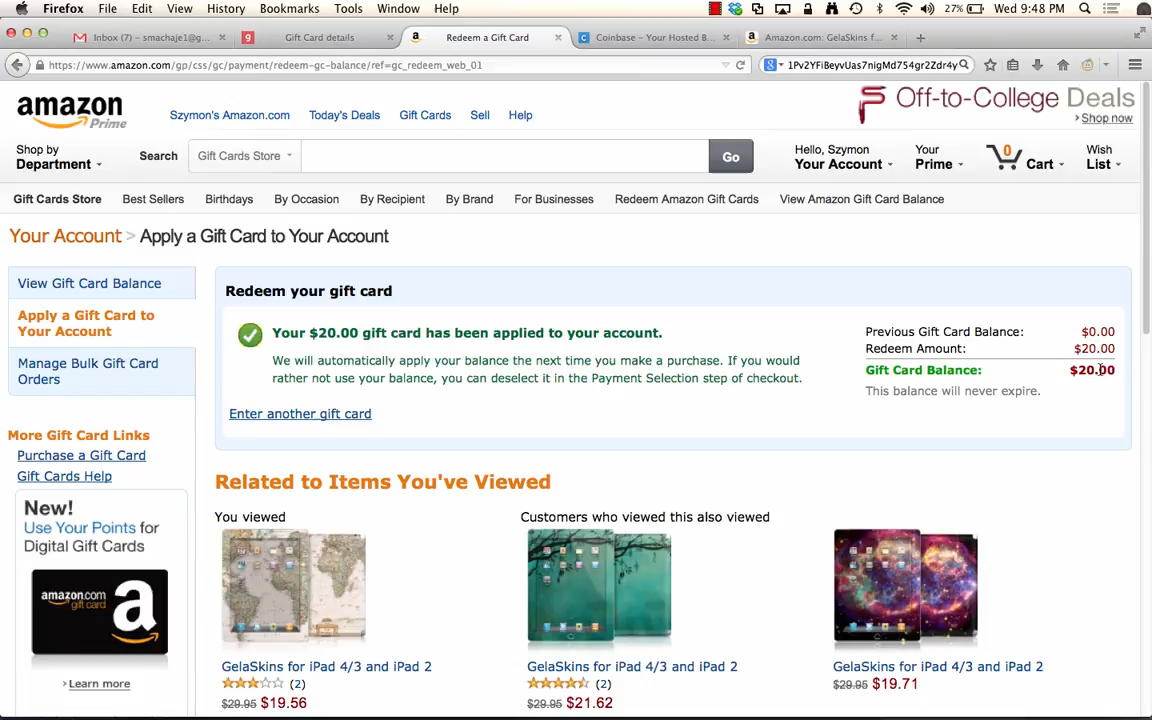 Firefox File Edit View History Bookmarks Tools Window Help 27% Wed 9:48 PM
Inbox (7) – smachaje1@g... Gift Card details Redeem a Gift Card Coinbase – Your Hosted B... Amazon.com: GelaSkins f...
https://www.amazon.com/gp/css/gc/payment/redeem-gc-balance/ref=gc_redeem_web_01 1Pv2YFiBeyvUas7nigMd754gr2Zdr4y
amazon Prime
Szymon's Amazon.com Today's Deals Gift Cards Sell Help
Off-to-College Deals
› Shop now
Shop by Department
Search Gift Cards Store Go
Hello, Szymon Your Account
Your Prime
0 Cart
Wish List
Gift Cards Store Best Sellers Birthdays By Occasion By Recipient By Brand For Businesses Redeem Amazon Gift Cards View Amazon Gift Card Balance
Your Account > Apply a Gift Card to Your Account
View Gift Card Balance
Apply a Gift Card to
Your Account
Manage Bulk Gift Card
Orders
More Gift Card Links
Purchase a Gift Card
Gift Cards Help
New!
Use Your Points for
Digital Gift Cards
amazon.com
gift card
a
› Learn more
Redeem your gift card
Your $20.00 gift card has been applied to your account.
We will automatically apply your balance the next time you make a purchase. If you would
rather not use your balance, you can deselect it in the Payment Selection step of checkout.
Enter another gift card
Previous Gift Card Balance: $0.00
Redeem Amount: $20.00
Gift Card Balance: $20.00
This balance will never expire.
Related to Items You've Viewed
You viewed
Customers who viewed this also viewed
GelaSkins for iPad 4/3 and iPad 2
(2)
$29.95 $19.56
GelaSkins for iPad 4/3 and iPad 2
(2)
$29.95 $21.62
GelaSkins for iPad 4/3 and iPad 2
$29.95 $19.71